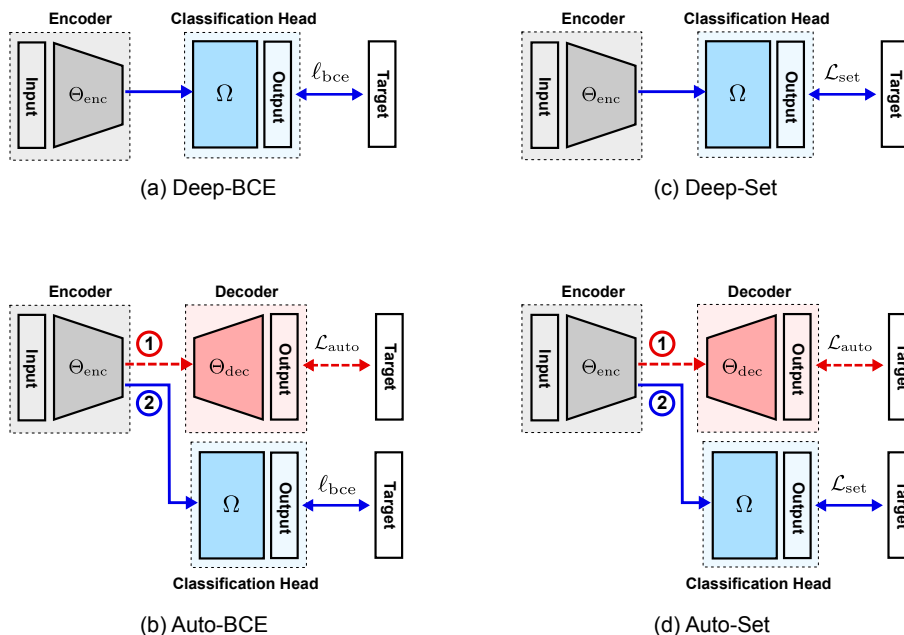 Encoder
Classification Head
Input
Θenc
Ω
Output
ℓbce
Target
(a) Deep-BCE
Encoder
Classification Head
Input
Θenc
Ω
Output
ℒset
Target
(c) Deep-Set
Encoder
Decoder
Input
Θenc
1
2
Θdec
Output
ℒauto
Target
Ω
Output
ℓbce
Target
Classification Head
(b) Auto-BCE
Encoder
Decoder
Input
Θenc
1
2
Θdec
Output
ℒauto
Target
Ω
Output
ℒset
Target
Classification Head
(d) Auto-Set